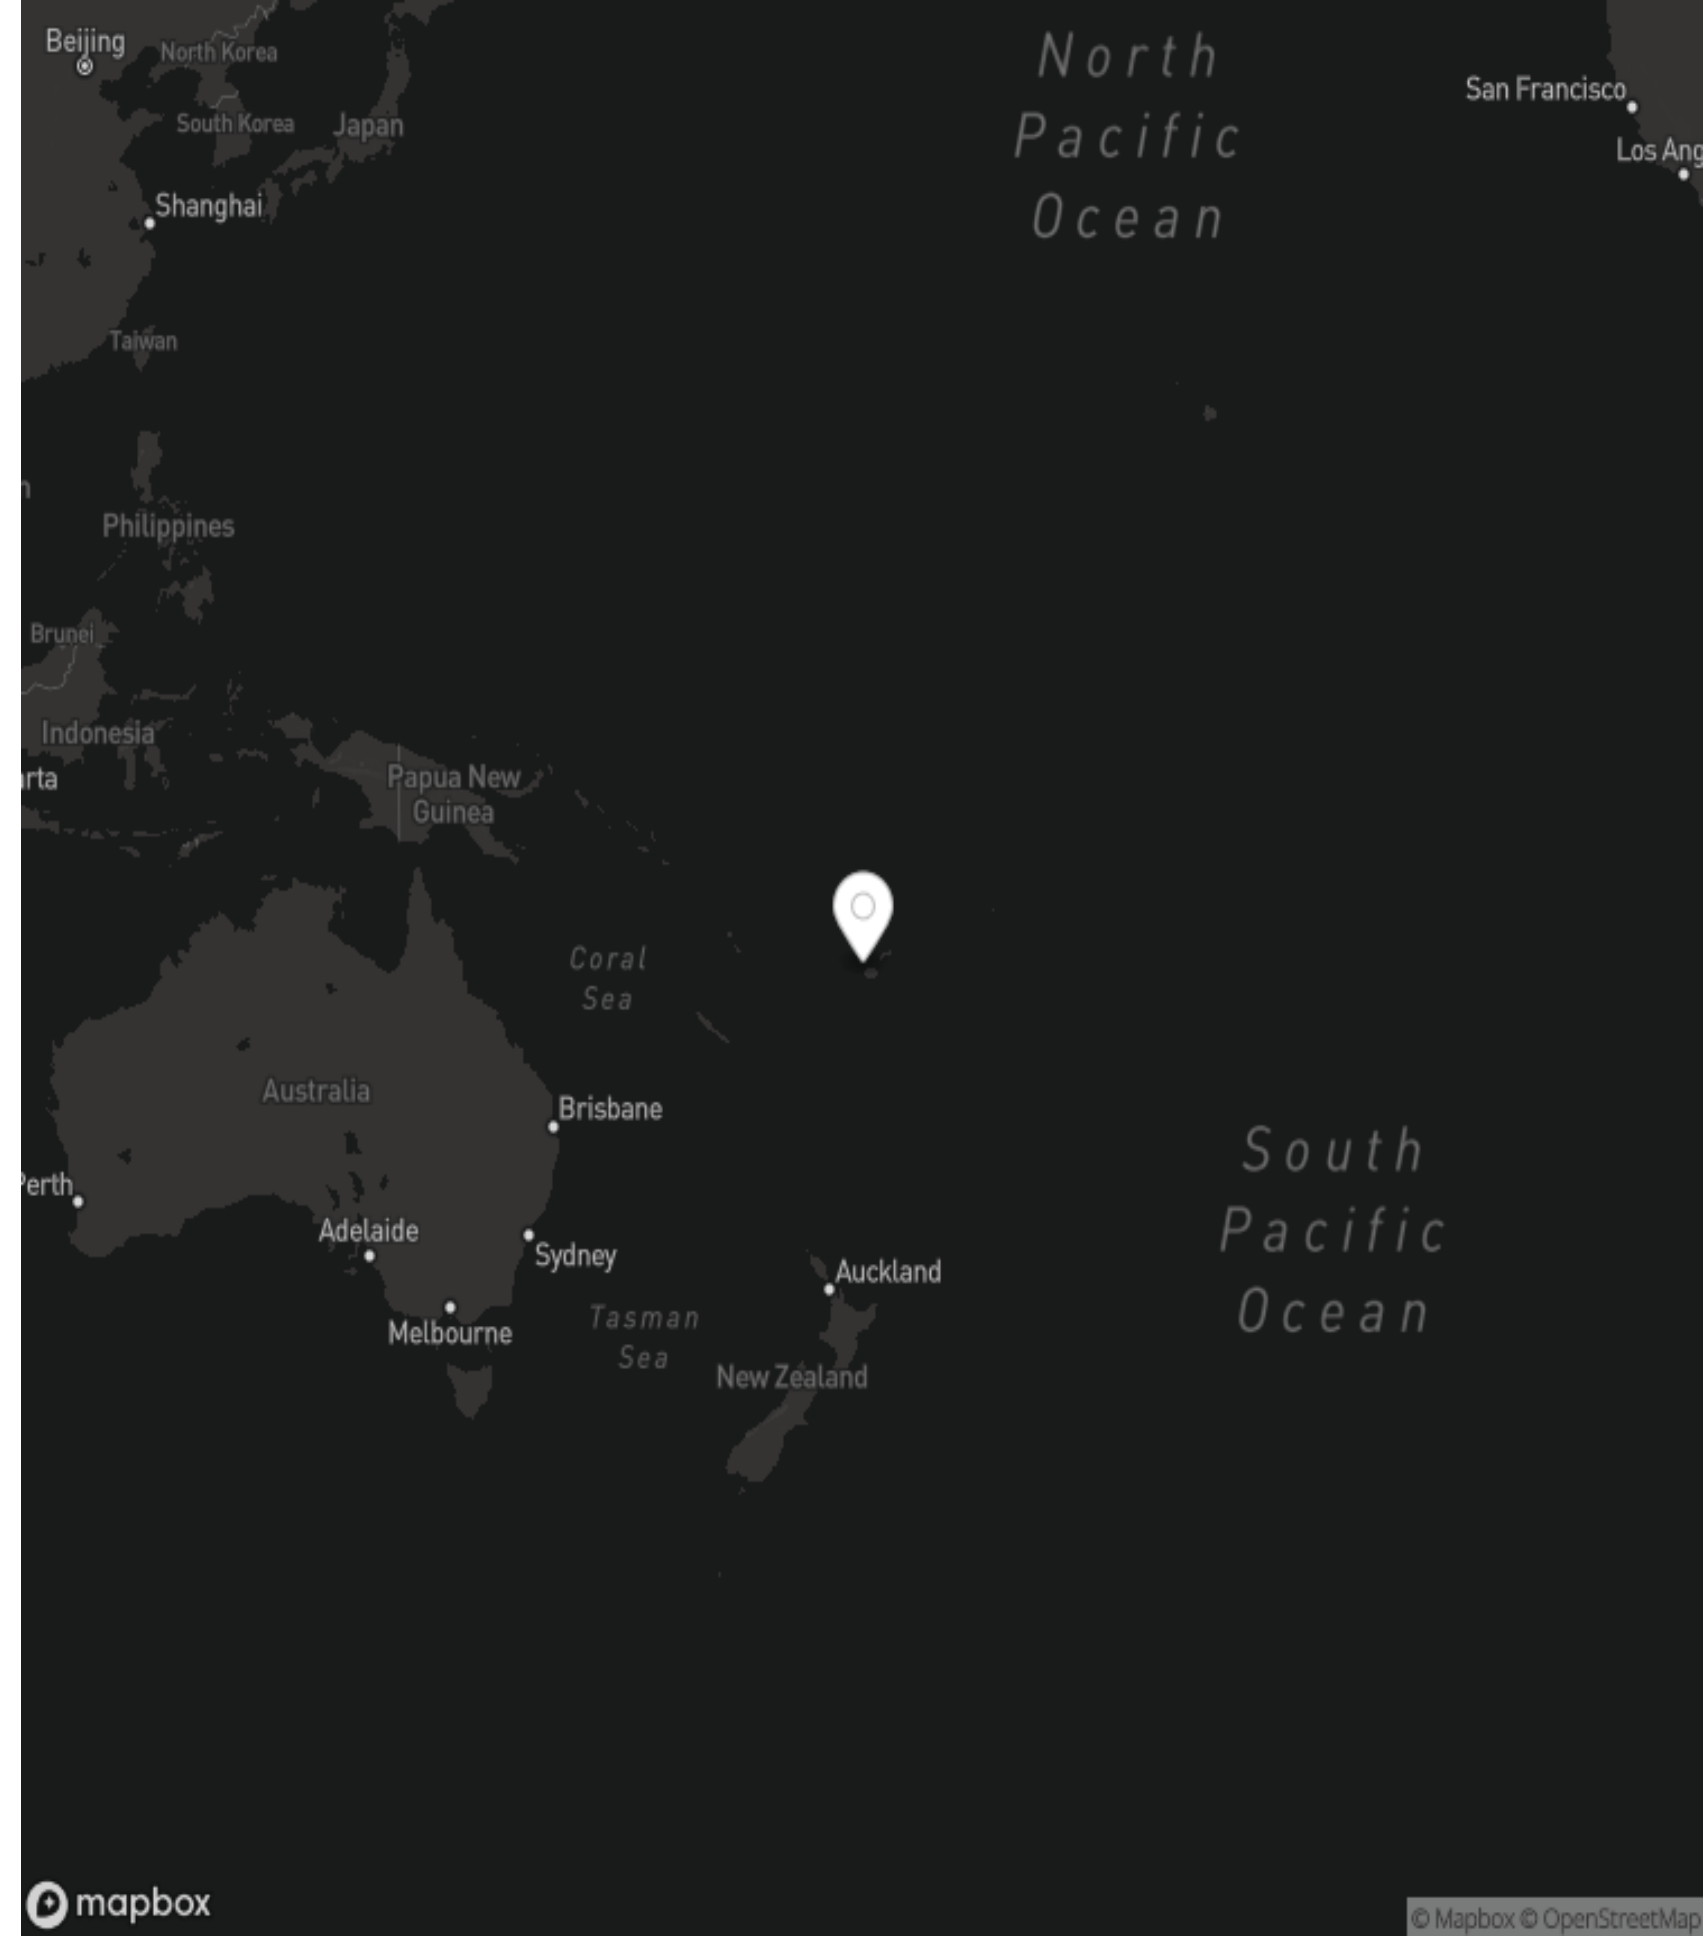 Beijing
North Korea
South Korea
Japan
Shanghai
Taiwan
North
Pacific
Ocean
San Francisco
Los Ang
n
Philippines
Brunei
Indonesia
rta
Papua New
Guinea
Coral
Sea
Australia
Brisbane
Perth
Adelaide
Sydney
Melbourne
Tasman
Sea
Auckland
New Zealand
South
Pacific
Ocean
mapbox
© Mapbox © OpenStreetMap